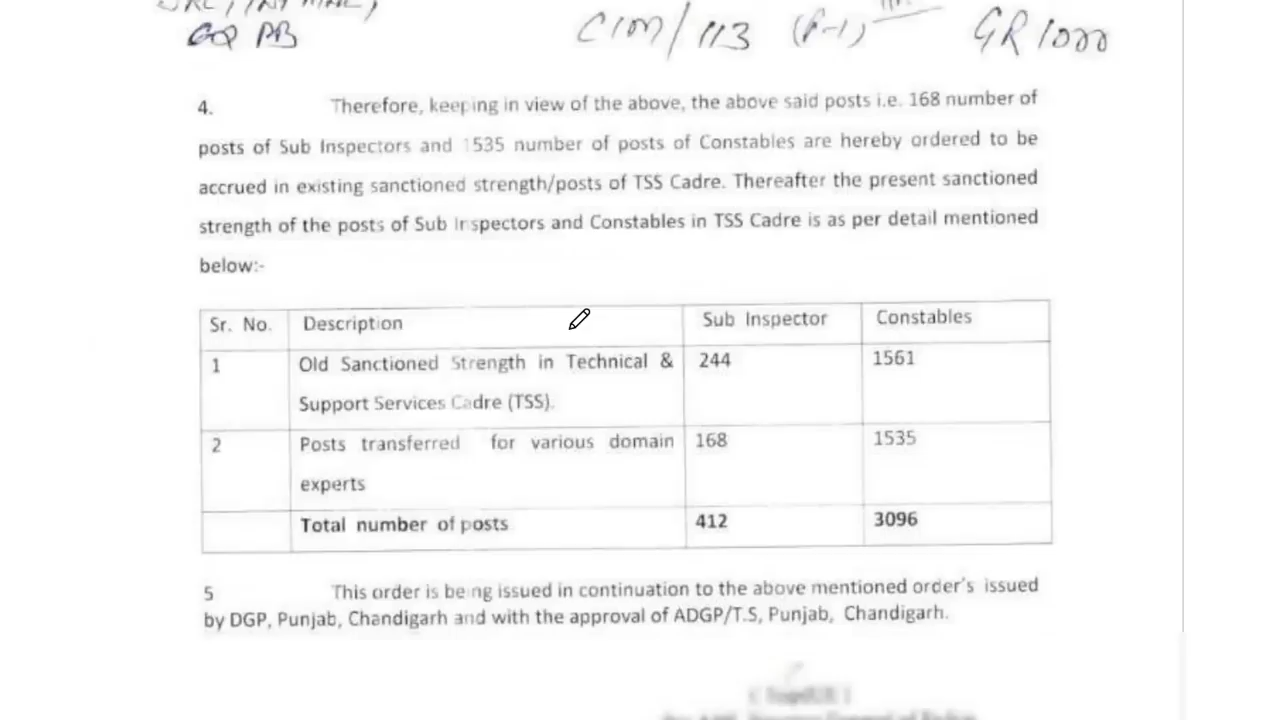 GQ PB
C100/113 (P-1) GR 1000
4. Therefore, keeping in view of the above, the above said posts i.e. 168 number of
posts of Sub Inspectors and 1535 number of posts of Constables are hereby ordered to be
accrued in existing sanctioned strength/posts of TSS Cadre. Thereafter the present sanctioned
strength of the posts of Sub Inspectors and Constables in TSS Cadre is as per detail mentioned
below:-
Sr. No. Description Sub Inspector Constables
1 Old Sanctioned Strength in Technical & 244 1561
Support Services Cadre (TSS).
2 Posts transferred for various domain 168 1535
experts
Total number of posts 412 3096
5 This order is being issued in continuation to the above mentioned order's issued
by DGP, Punjab, Chandigarh and with the approval of ADGP/T.S, Punjab, Chandigarh.